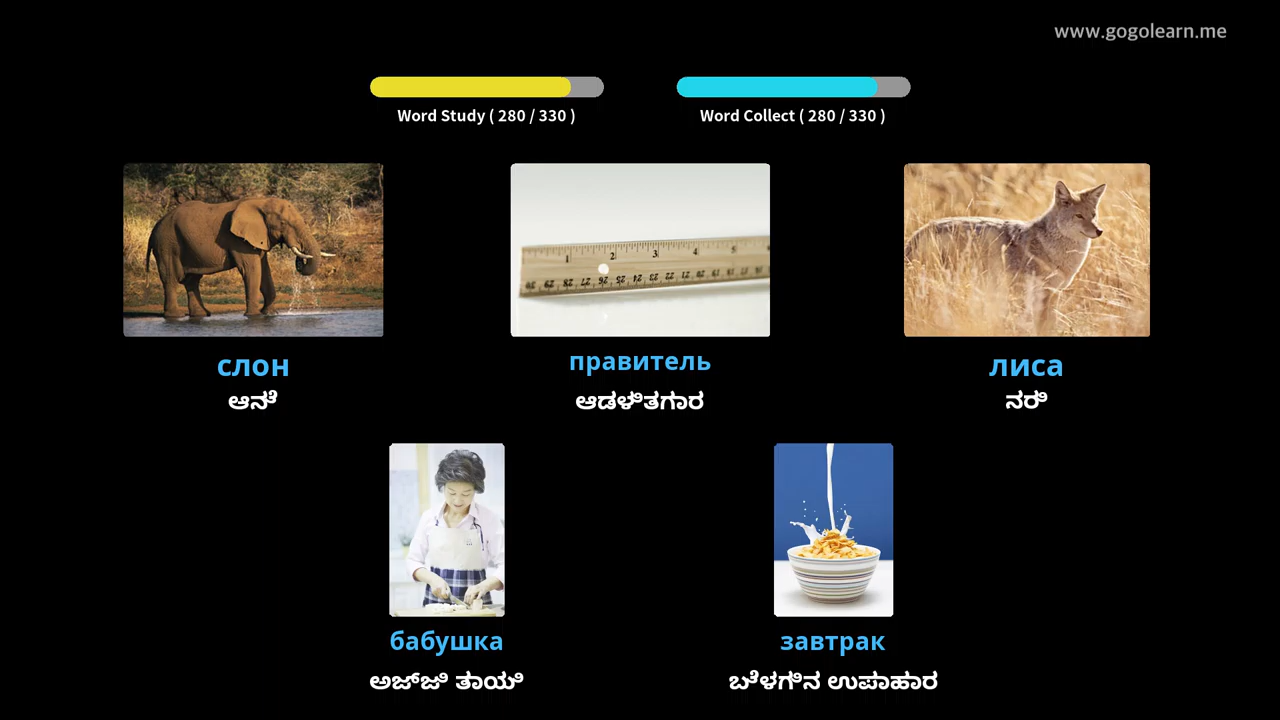 www.gogolearn.me
Word Study ( 280 / 330 )
Word Collect ( 280 / 330 )
слон
ಆನೆ
правитель
ಆಡಳಿತಗಾರ
лиса
ನರಿ
бабушка
ಅಜ್ಜಿ ತಾಯಿ
завтрак
ಬೆಳಗಿನ ಉಪಾಹಾರ